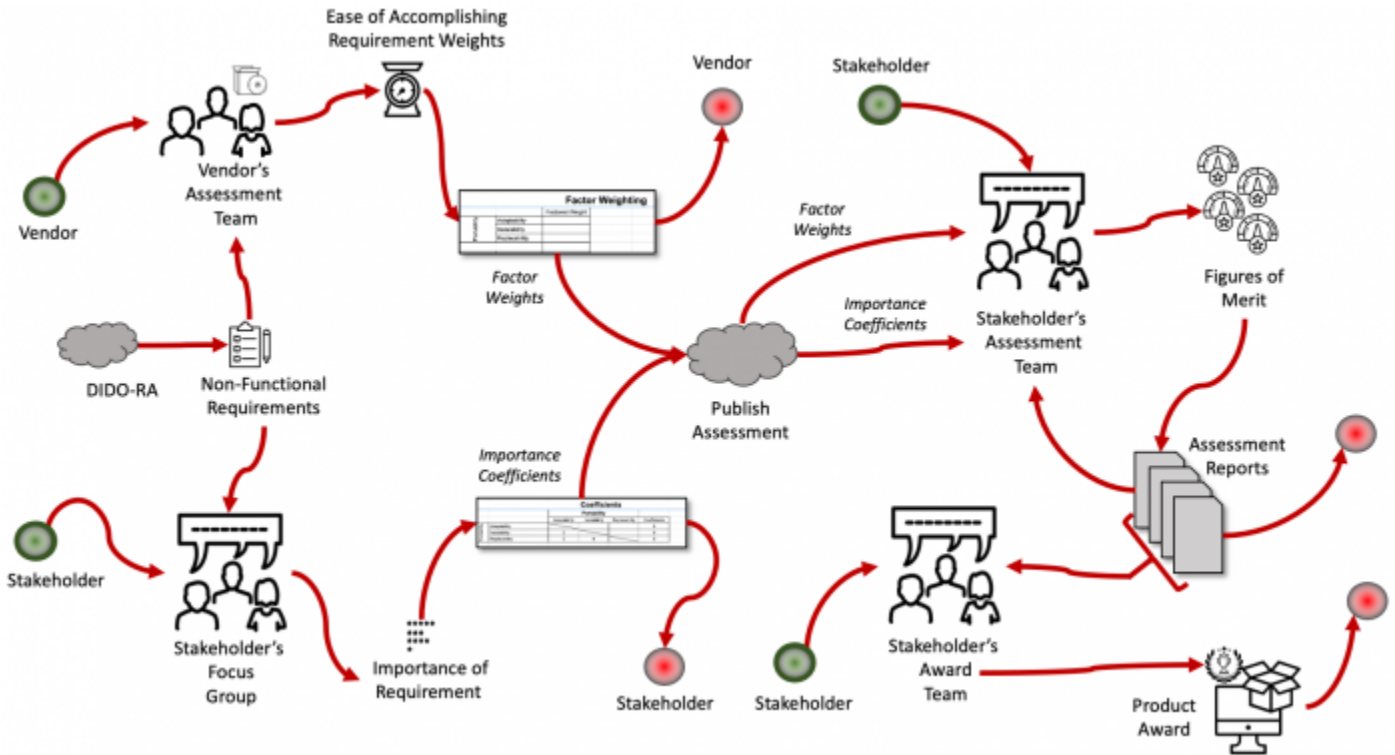 Ease of Accomplishing
Requirement Weights
Vendor
Stakeholder
Vendor's
Assessment
Team
Vendor
Factor Weighting
Factor
Weights
Factor
Weights
Importance
Coefficients
Stakeholder's
Assessment
Team
Figures of
Merit
DIDO-RA
Non-Functional
Requirements
Publish
Assessment
Importance
Coefficients
Assessment
Reports
Coefficients
Stakeholder
Stakeholder's
Focus
Group
Importance of
Requirement
Stakeholder
Stakeholder
Stakeholder's
Award
Team
Product
Award